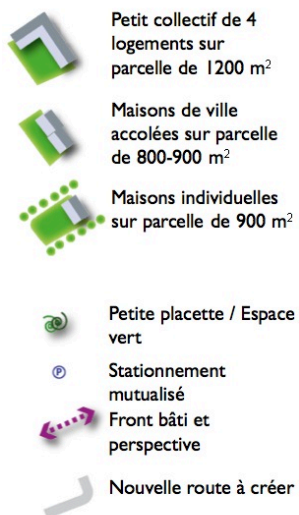 Petit collectif de 4
logements sur
parcelle de 1200 m²
Maisons de ville
accolées sur parcelle
de 800-900 m²
Maisons individuelles
sur parcelle de 900 m²
Petite placette / Espace
vert
P
Stationnement
mutualisé
Front bâti et
perspective
Nouvelle route à créer